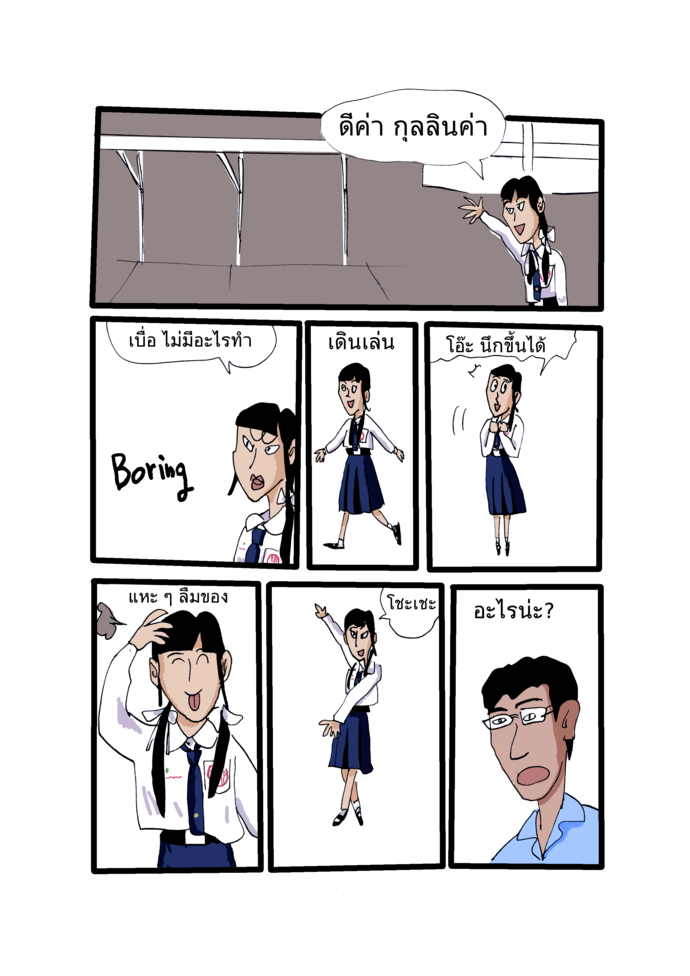 ดีค่า กุลลินค่า
เบื่อ ไม่มีอะไรทำ
Boring
เดินเล่น
โอ๊ะ นึกขึ้นได้
แหะ ๆ ลืมของ
โชะเชะ
อะไรน่ะ?